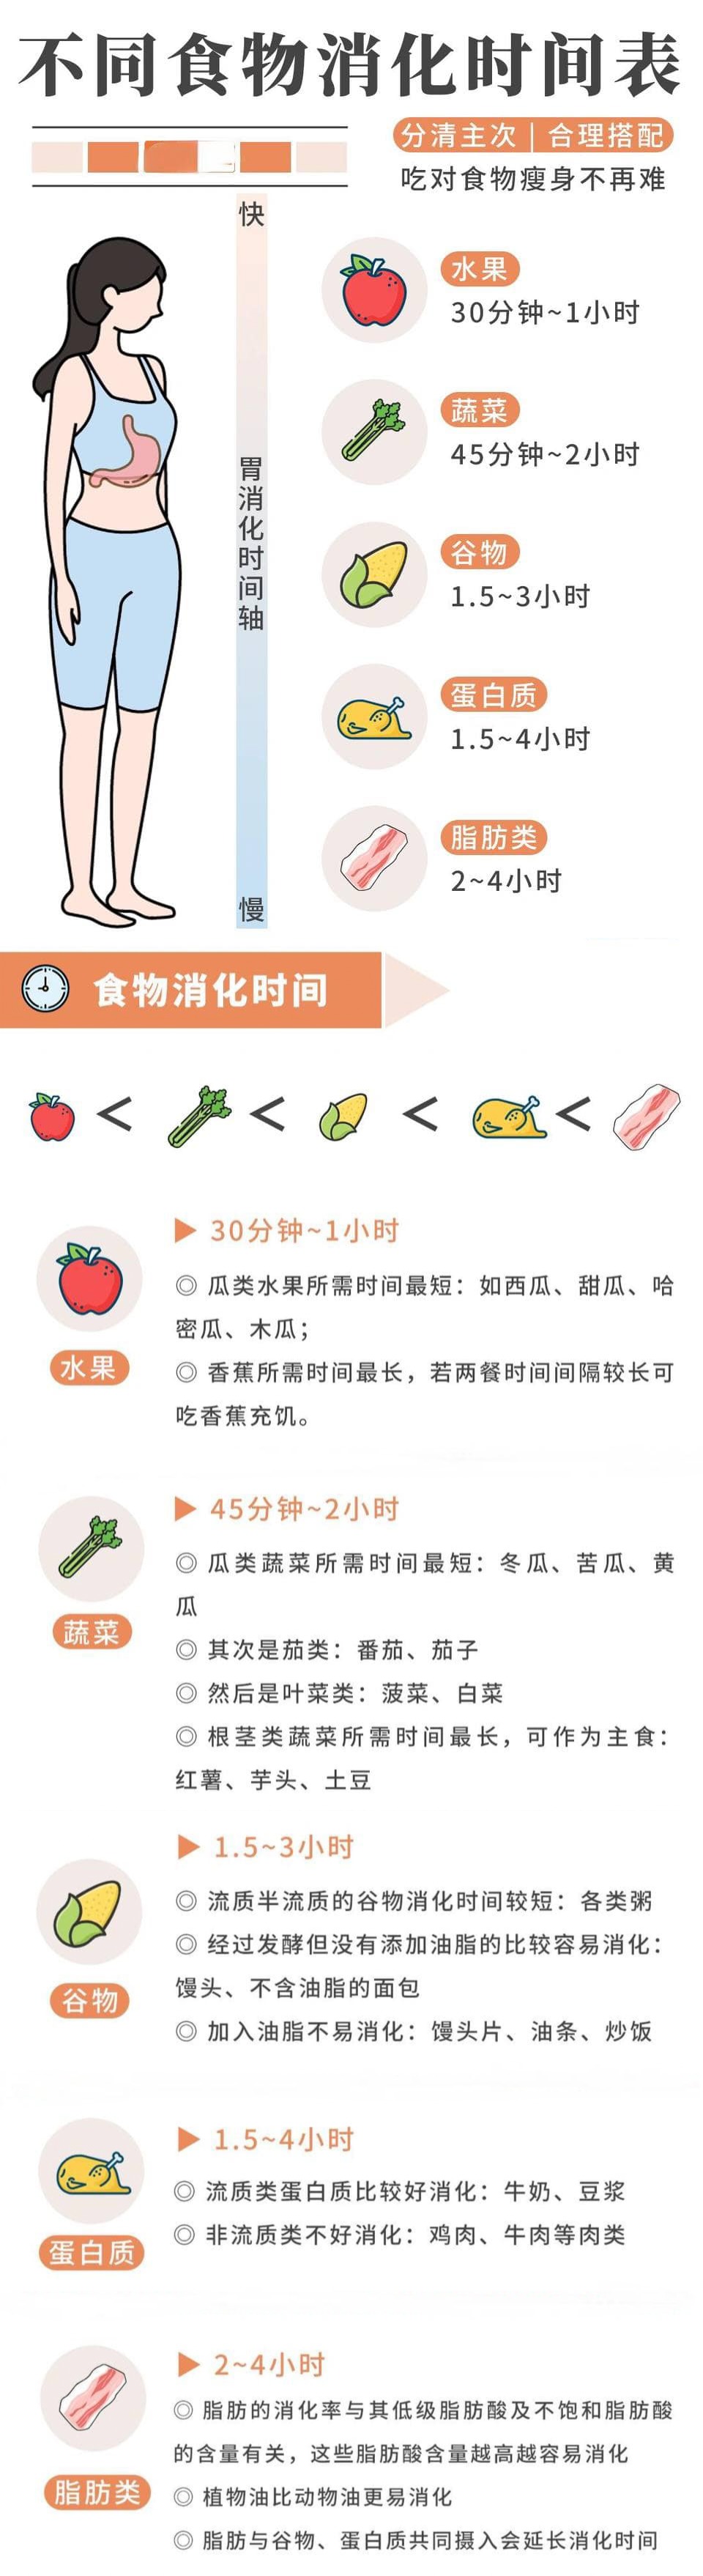 不同食物消化时间表
分清主次 | 合理搭配
吃对食物瘦身不再难
快
胃消化时间轴
慢
水果
30分钟~1小时
蔬菜
45分钟~2小时
谷物
1.5~3小时
蛋白质
1.5~4小时
脂肪类
2~4小时
食物消化时间
< < < <
水果
▶ 30分钟~1小时
◎ 瓜类水果所需时间最短：如西瓜、甜瓜、哈
密瓜、木瓜；
◎ 香蕉所需时间最长，若两餐时间间隔较长可
吃香蕉充饥。
蔬菜
▶ 45分钟~2小时
◎ 瓜类蔬菜所需时间最短：冬瓜、苦瓜、黄
瓜
◎ 其次是茄类：番茄、茄子
◎ 然后是叶菜类：菠菜、白菜
◎ 根茎类蔬菜所需时间最长，可作为主食：
红薯、芋头、土豆
谷物
▶ 1.5~3小时
◎ 流质半流质的谷物消化时间较短：各类粥
◎ 经过发酵但没有添加油脂的比较容易消化：
馒头、不含油脂的面包
◎ 加入油脂不易消化：馒头片、油条、炒饭
蛋白质
▶ 1.5~4小时
◎ 流质类蛋白质比较好消化：牛奶、豆浆
◎ 非流质类不好消化：鸡肉、牛肉等肉类
脂肪类
▶ 2~4小时
◎ 脂肪的消化率与其低级脂肪酸及不饱和脂肪酸
的含量有关，这些脂肪酸含量越高越容易消化
◎ 植物油比动物油更易消化
◎ 脂肪与谷物、蛋白质共同摄入会延长消化时间